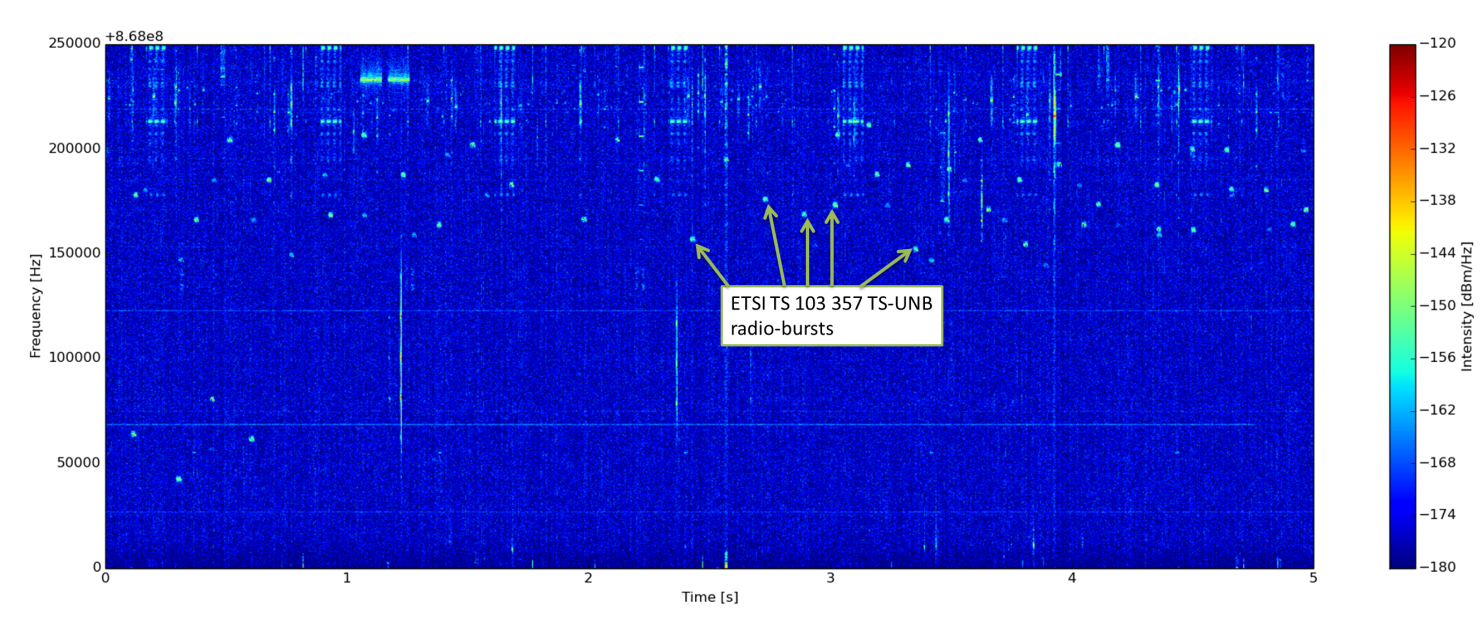 +8.68e8
250000
200000
150000
100000
50000
0
Frequency [Hz]
0 1 2 3 4 5
Time [s]
ETSI TS 103 357 TS-UNB
radio-bursts
−120
−126
−132
−138
−144
−150
−156
−162
−168
−174
−180
Intensity [dBm/Hz]